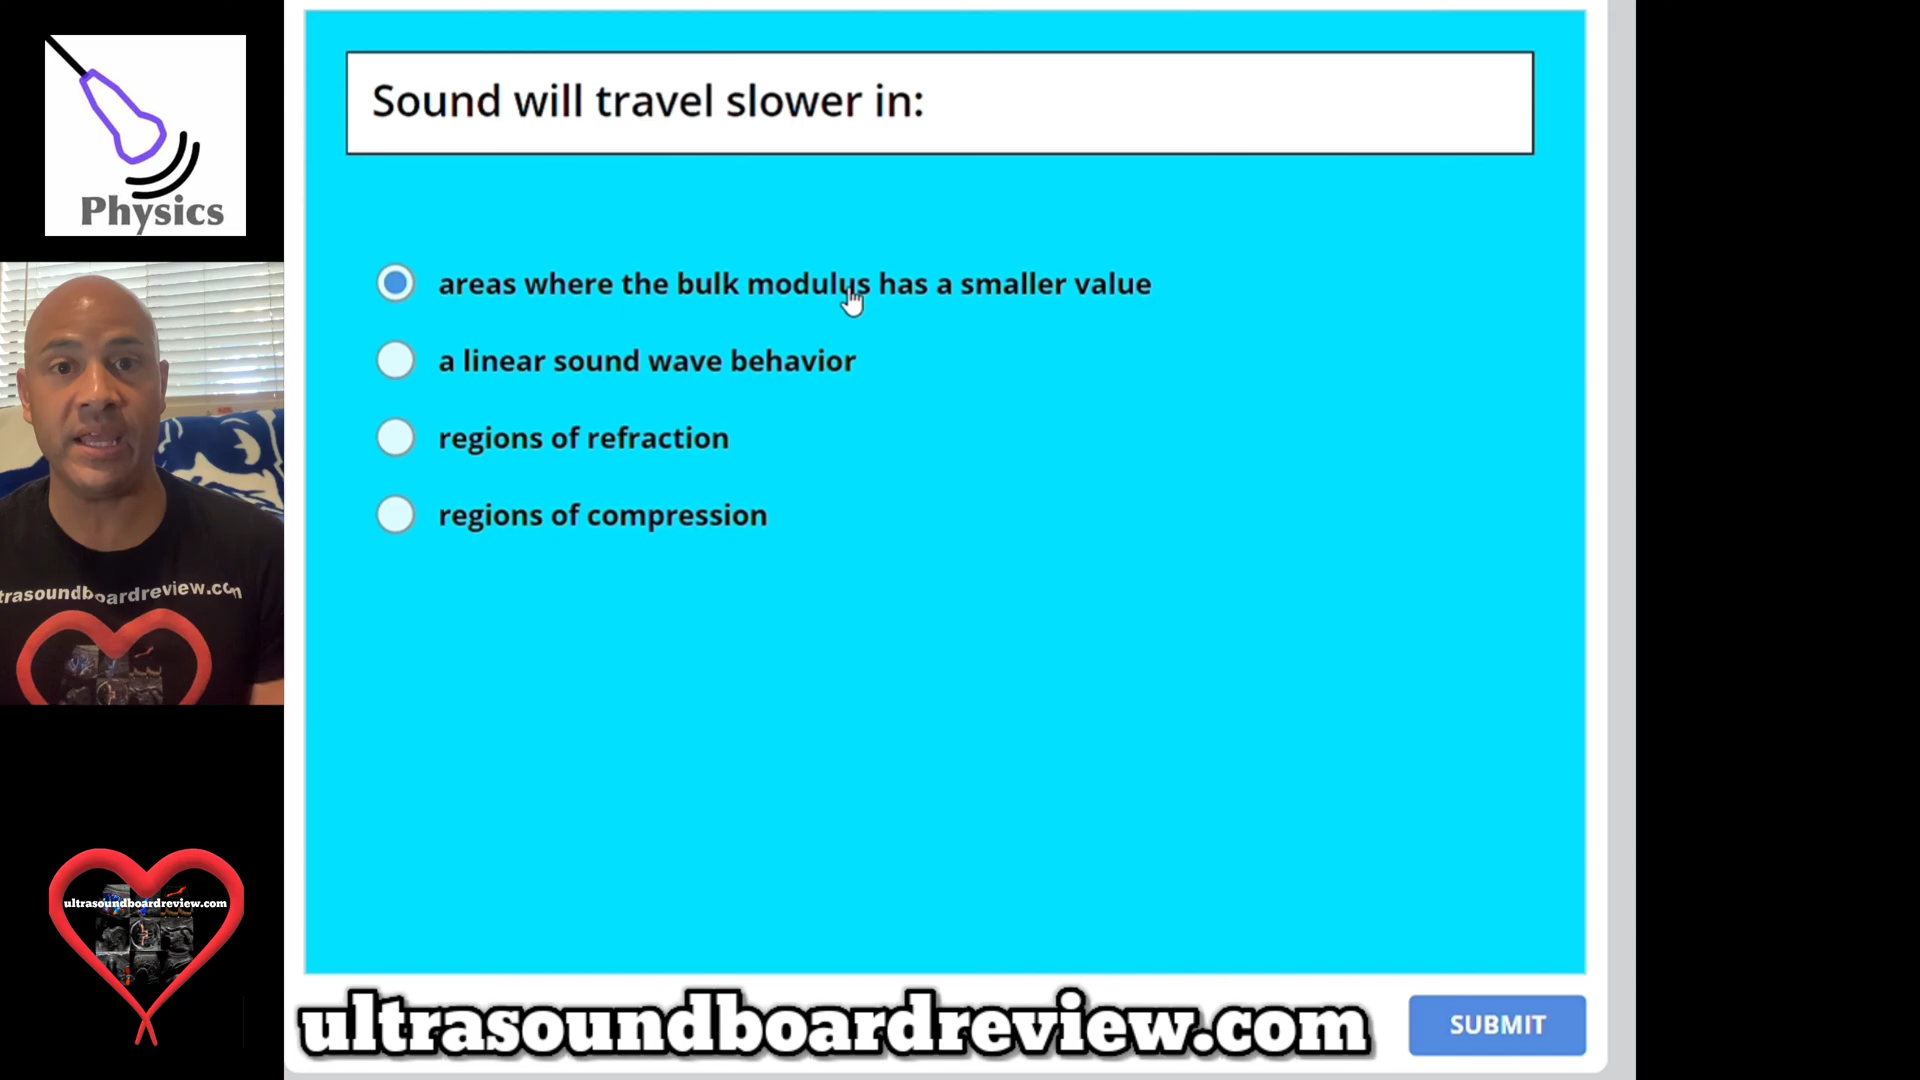 Physics
Sound will travel slower in:
areas where the bulk modulus has a smaller value
a linear sound wave behavior
regions of refraction
regions of compression
trasoundboardreview.com
ultrasoundboardreview.com
ultrasoundboardreview.com
SUBMIT